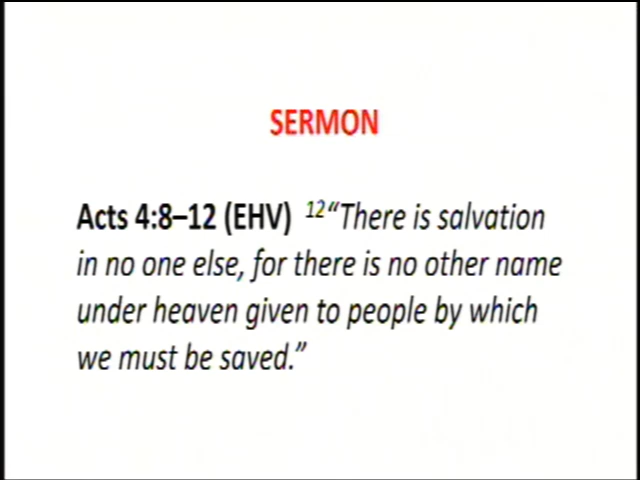 SERMON
Acts 4:8–12 (EHV) 12“There is salvation
in no one else, for there is no other name
under heaven given to people by which
we must be saved.”